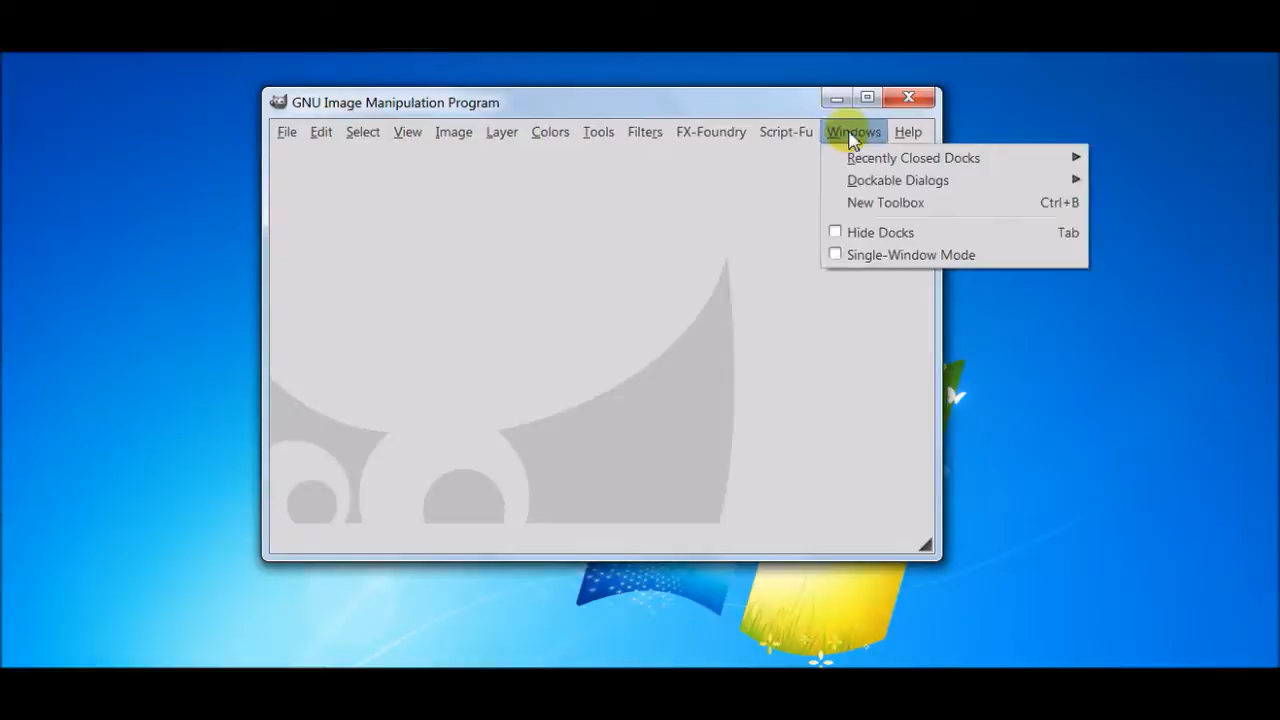 GNU Image Manipulation Program
File Edit Select View Image Layer Colors Tools Filters FX-Foundry Script-Fu Windows Help
Recently Closed Docks
Dockable Dialogs
New Toolbox Ctrl+B
Hide Docks Tab
Single-Window Mode